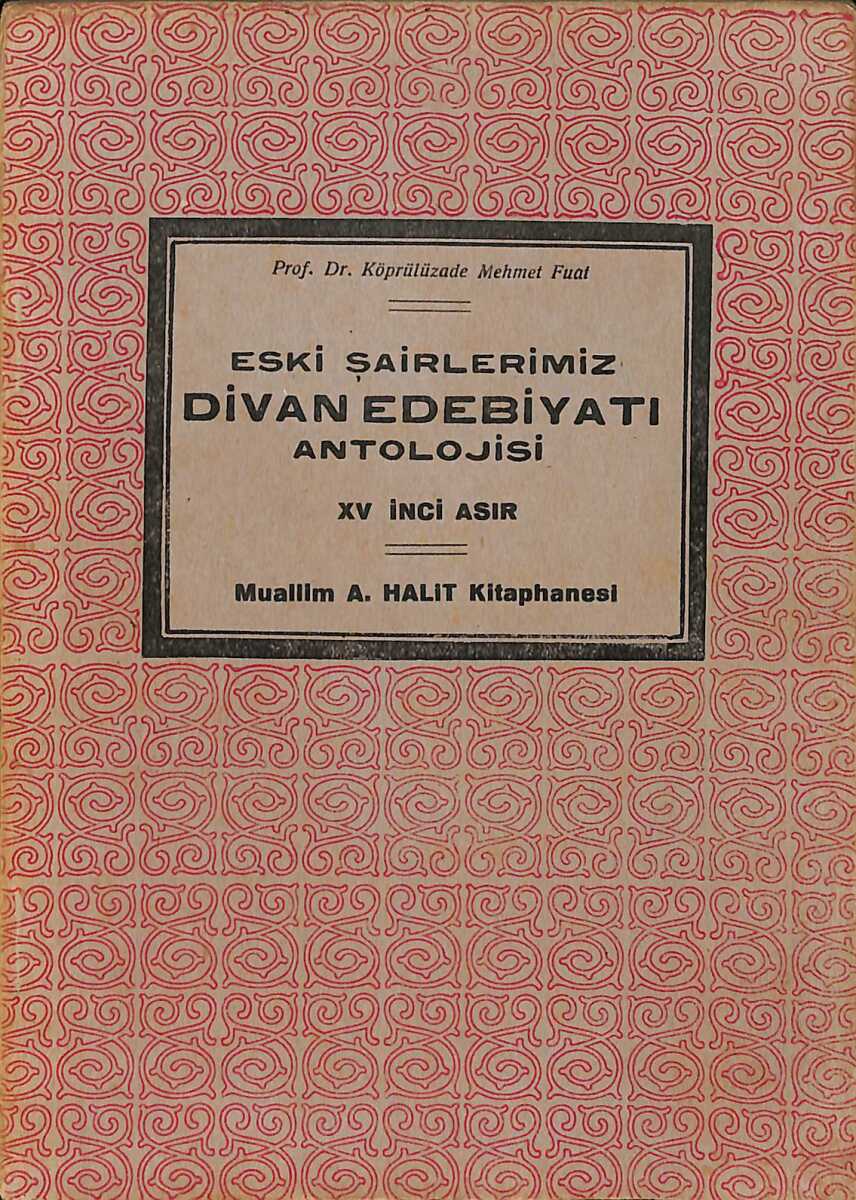 Prof. Dr. Köprülüzade Mehmet Fuat
ESKİ ŞAİRLERİMİZ
DİVAN EDEBİYATI
ANTOLOJİSİ
XV İNCİ ASIR
Muallim A. HALİT Kitaphanesi